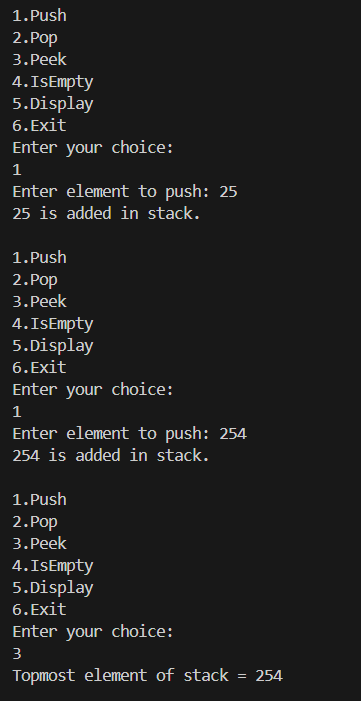 1.Push
2.Pop
3.Peek
4.IsEmpty
5.Display
6.Exit
Enter your choice:
1
Enter element to push: 25
25 is added in stack.
1.Push
2.Pop
3.Peek
4.IsEmpty
5.Display
6.Exit
Enter your choice:
1
Enter element to push: 254
254 is added in stack.
1.Push
2.Pop
3.Peek
4.IsEmpty
5.Display
6.Exit
Enter your choice:
3
Topmost element of stack = 254